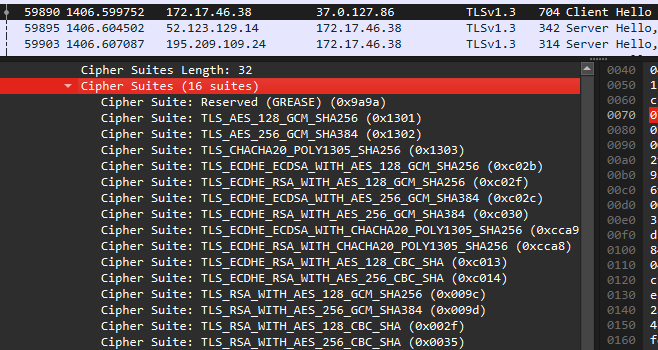 59890 1406.599752 172.17.46.38 37.0.127.86 TLSv1.3 704 Client Hello
59895 1406.604502 52.123.129.14 172.17.46.38 TLSv1.3 342 Server Hello,
59903 1406.607087 195.209.109.24 172.17.46.38 TLSv1.3 314 Server Hello,
Cipher Suites Length: 32
Cipher Suites (16 suites)
Cipher Suite: Reserved (GREASE) (0x9a9a)
Cipher Suite: TLS_AES_128_GCM_SHA256 (0x1301)
Cipher Suite: TLS_AES_256_GCM_SHA384 (0x1302)
Cipher Suite: TLS_CHACHA20_POLY1305_SHA256 (0x1303)
Cipher Suite: TLS_ECDHE_ECDSA_WITH_AES_128_GCM_SHA256 (0xc02b)
Cipher Suite: TLS_ECDHE_RSA_WITH_AES_128_GCM_SHA256 (0xc02f)
Cipher Suite: TLS_ECDHE_ECDSA_WITH_AES_256_GCM_SHA384 (0xc02c)
Cipher Suite: TLS_ECDHE_RSA_WITH_AES_256_GCM_SHA384 (0xc030)
Cipher Suite: TLS_ECDHE_ECDSA_WITH_CHACHA20_POLY1305_SHA256 (0xcca9
Cipher Suite: TLS_ECDHE_RSA_WITH_CHACHA20_POLY1305_SHA256 (0xcca8)
Cipher Suite: TLS_ECDHE_RSA_WITH_AES_128_CBC_SHA (0xc013)
Cipher Suite: TLS_ECDHE_RSA_WITH_AES_256_CBC_SHA (0xc014)
Cipher Suite: TLS_RSA_WITH_AES_128_GCM_SHA256 (0x009c)
Cipher Suite: TLS_RSA_WITH_AES_256_GCM_SHA384 (0x009d)
Cipher Suite: TLS_RSA_WITH_AES_128_CBC_SHA (0x002f)
Cipher Suite: TLS_RSA_WITH_AES_256_CBC_SHA (0x0035)
0040
0050
0060
0070
0080
0090
00a0
00b0
00c0
00d0
00e0
00f0
0100
0110
0120
0130
0140
0150
0160